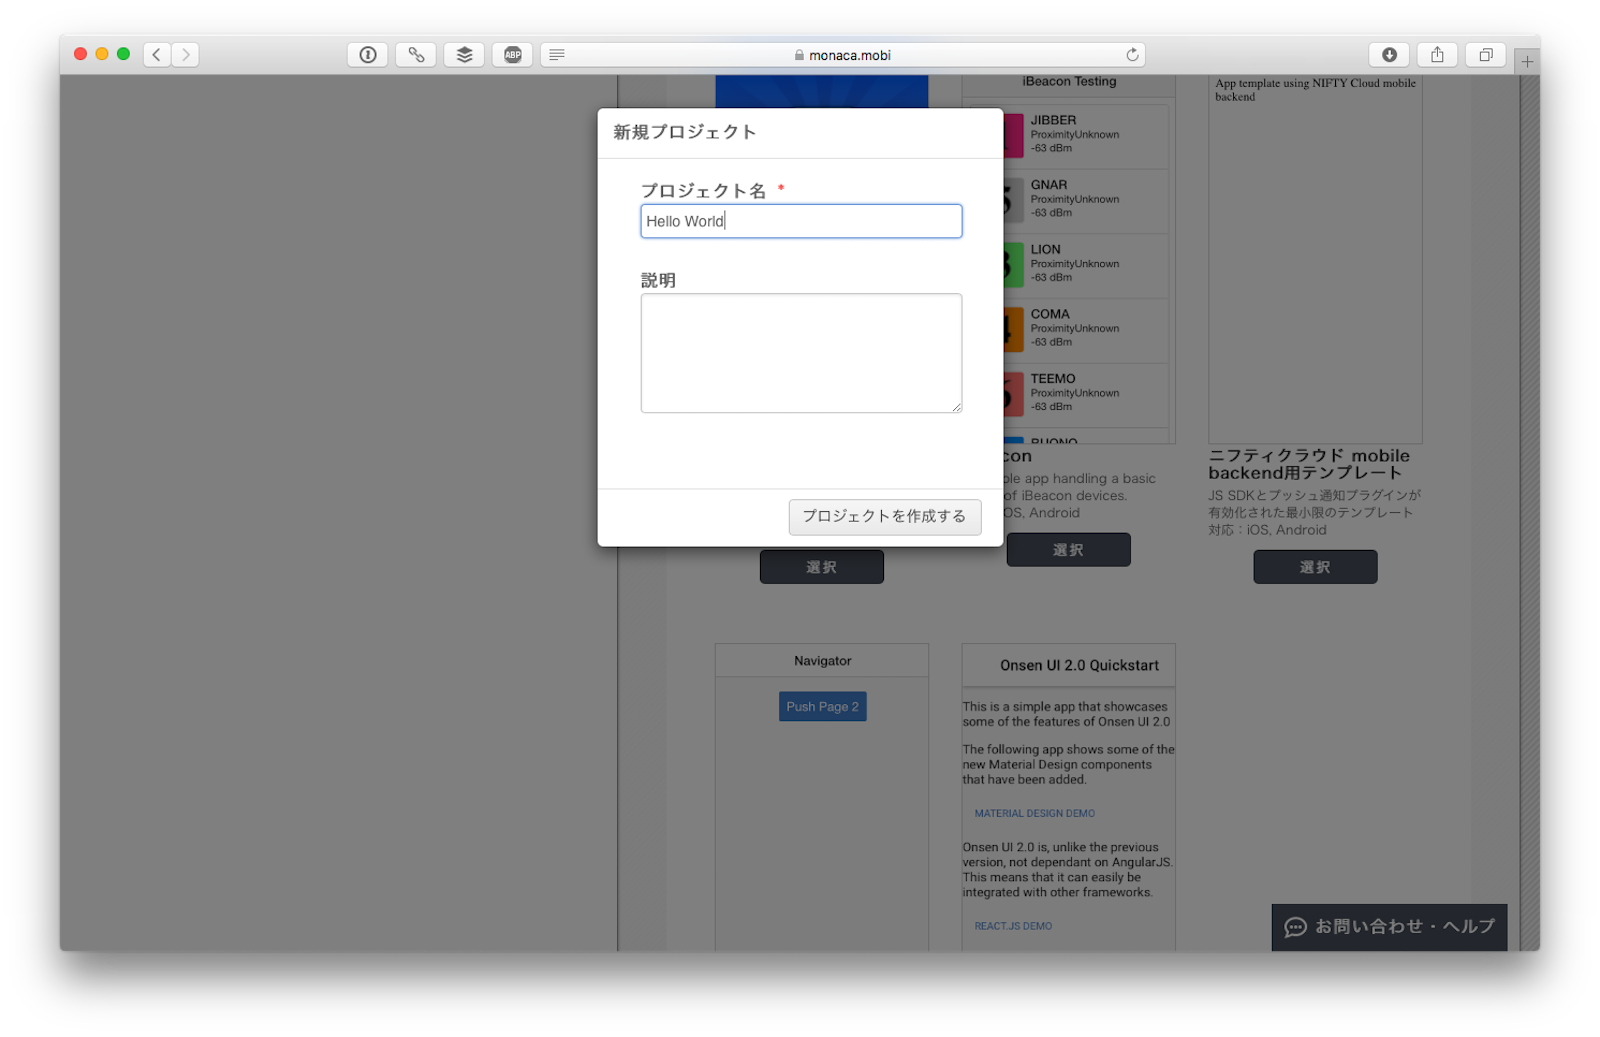 ABP
monaca.mobi
新規プロジェクト
プロジェクト名 *
Hello World
説明
プロジェクトを作成する
選択
iBeacon Testing
JIBBER
ProximityUnknown
-63 dBm
GNAR
ProximityUnknown
-63 dBm
LION
ProximityUnknown
-63 dBm
COMA
ProximityUnknown
-63 dBm
TEEMO
ProximityUnknown
-63 dBm
con
ple app handling a basic
of iBeacon devices.
OS, Android
選択
App template using NIFTY Cloud mobile
backend
ニフティクラウド mobile
backend用テンプレート
JS SDKとプッシュ通知プラグインが
有効化された最小限のテンプレート
対応：iOS, Android
選択
Navigator
Push Page 2
Onsen UI 2.0 Quickstart
This is a simple app that showcases
some of the features of Onsen UI 2.0
The following app shows some of the
new Material Design components
that have been added.
MATERIAL DESIGN DEMO
Onsen UI 2.0 is, unlike the previous
version, not dependant on AngularJS.
This means that it can easily be
integrated with other frameworks.
REACT.JS DEMO
お問い合わせ・ヘルプ